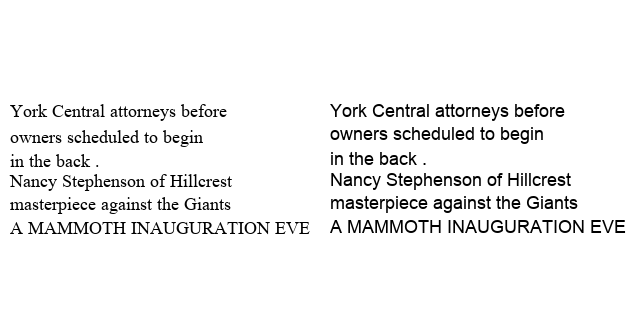 York Central attorneys before
owners scheduled to begin
in the back .
Nancy Stephenson of Hillcrest
masterpiece against the Giants
A MAMMOTH INAUGURATION EVE
York Central attorneys before
owners scheduled to begin
in the back .
Nancy Stephenson of Hillcrest
masterpiece against the Giants
A MAMMOTH INAUGURATION EVE